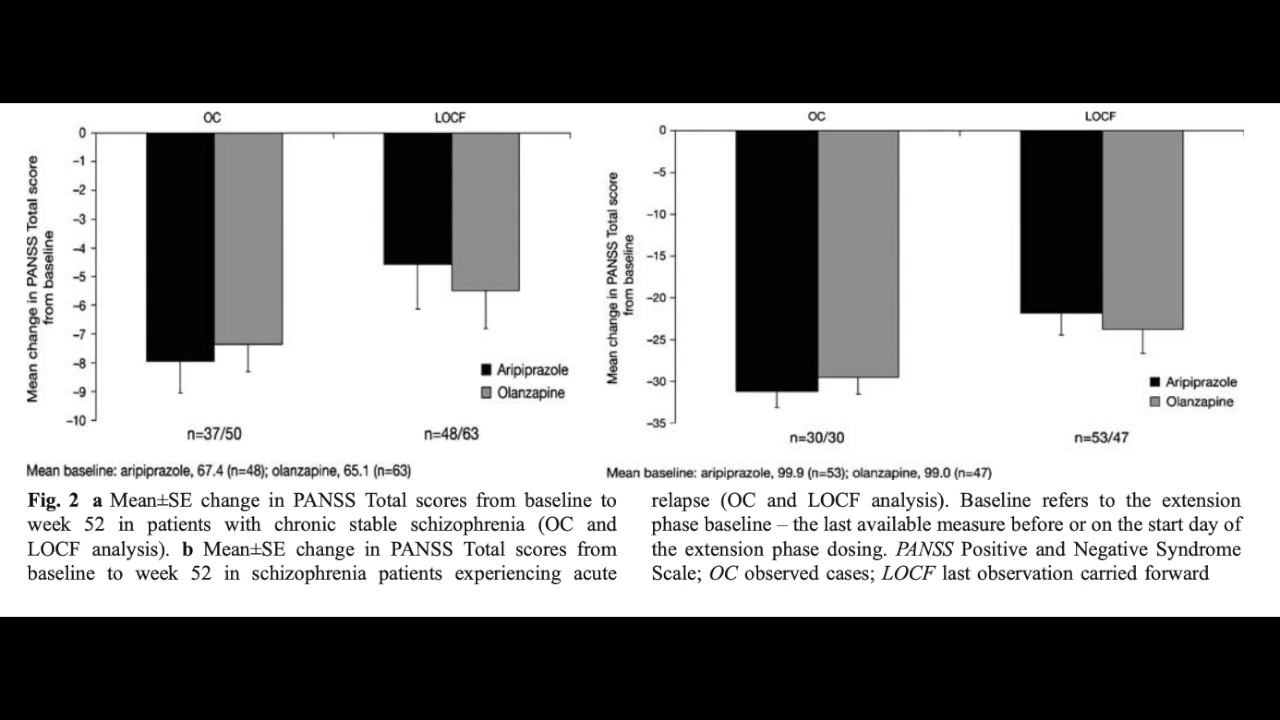 OC LOCF
Mean change in PANSS Total score
from baseline
0
−1
−2
−3
−4
−5
−6
−7
−8
−9
−10
Aripiprazole
Olanzapine
n=37/50 n=48/63
Mean baseline: aripiprazole, 67.4 (n=48); olanzapine, 65.1 (n=63)
OC LOCF
Mean change in PANSS Total score
from baseline
0
−5
−10
−15
−20
−25
−30
−35
Aripiprazole
Olanzapine
n=30/30 n=53/47
Mean baseline: aripiprazole, 99.9 (n=53); olanzapine, 99.0 (n=47)
Fig. 2 a Mean±SE change in PANSS Total scores from baseline to
week 52 in patients with chronic stable schizophrenia (OC and
LOCF analysis). b Mean±SE change in PANSS Total scores from
baseline to week 52 in schizophrenia patients experiencing acute
relapse (OC and LOCF analysis). Baseline refers to the extension
phase baseline – the last available measure before or on the start day of
the extension phase dosing. PANSS Positive and Negative Syndrome
Scale; OC observed cases; LOCF last observation carried forward